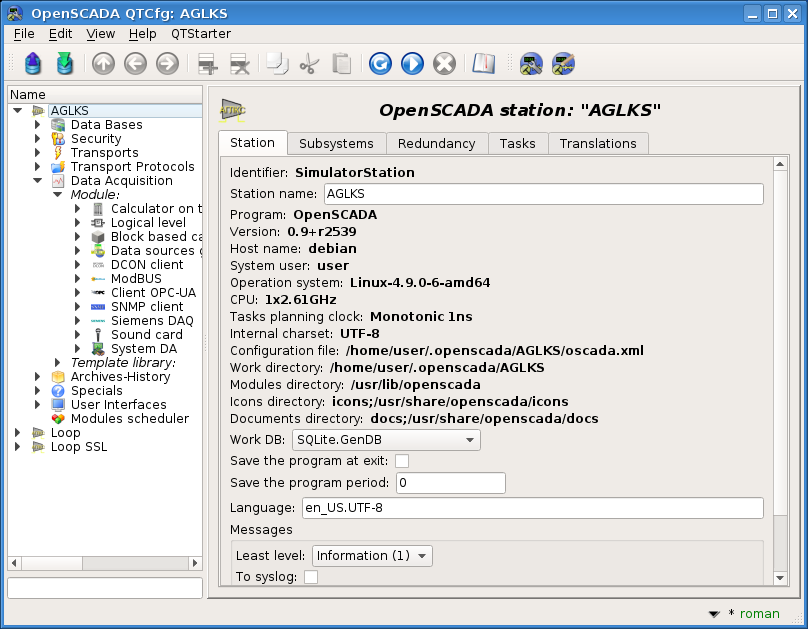 OpenSCADA QTCfg: AGLKS
File Edit View Help QTStarter
Name
AGLKS
Data Bases
Security
Transports
Transport Protocols
Data Acquisition
Module:
Calculator on t
Logical level
Block based ca
Data sources g
DCON client
ModBUS
Client OPC-UA
SNMP client
Siemens DAQ
Sound card
System DA
Template library:
Archives-History
Specials
User Interfaces
Modules scheduler
Loop
Loop SSL
OpenSCADA station: "AGLKS"
Station Subsystems Redundancy Tasks Translations
Identifier: SimulatorStation
Station name: AGLKS
Program: OpenSCADA
Version: 0.9+r2539
Host name: debian
System user: user
Operation system: Linux-4.9.0-6-amd64
CPU: 1x2.61GHz
Tasks planning clock: Monotonic 1ns
Internal charset: UTF-8
Configuration file: /home/user/.openscada/AGLKS/oscada.xml
Work directory: /home/user/.openscada/AGLKS
Modules directory: /usr/lib/openscada
Icons directory: icons;/usr/share/openscada/icons
Documents directory: docs;/usr/share/openscada/docs
Work DB: SQLite.GenDB
Save the program at exit:
Save the program period: 0
Language: en_US.UTF-8
Messages
Least level: Information (1)
To syslog:
* roman